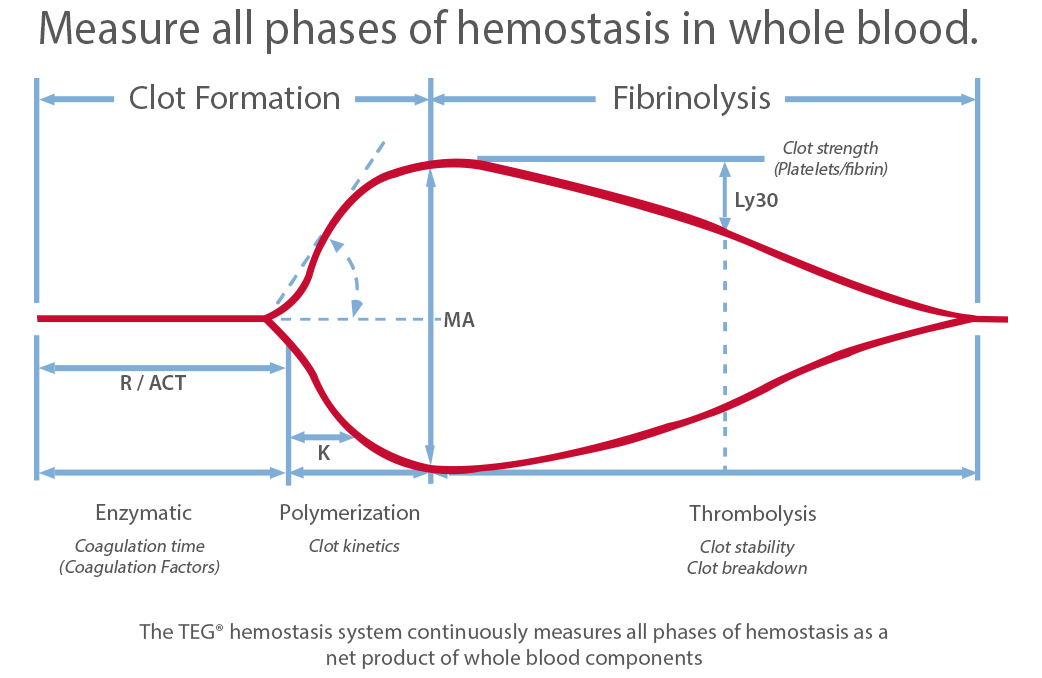 Measure all phases of hemostasis in whole blood.
Clot Formation
Fibrinolysis
Clot strength
(Platelets/fibrin)
Ly30
MA
R / ACT
K
Enzymatic
Coagulation time
(Coagulation Factors)
Polymerization
Clot kinetics
Thrombolysis
Clot stability
Clot breakdown
The TEG® hemostasis system continuously measures all phases of hemostasis as a
net product of whole blood components